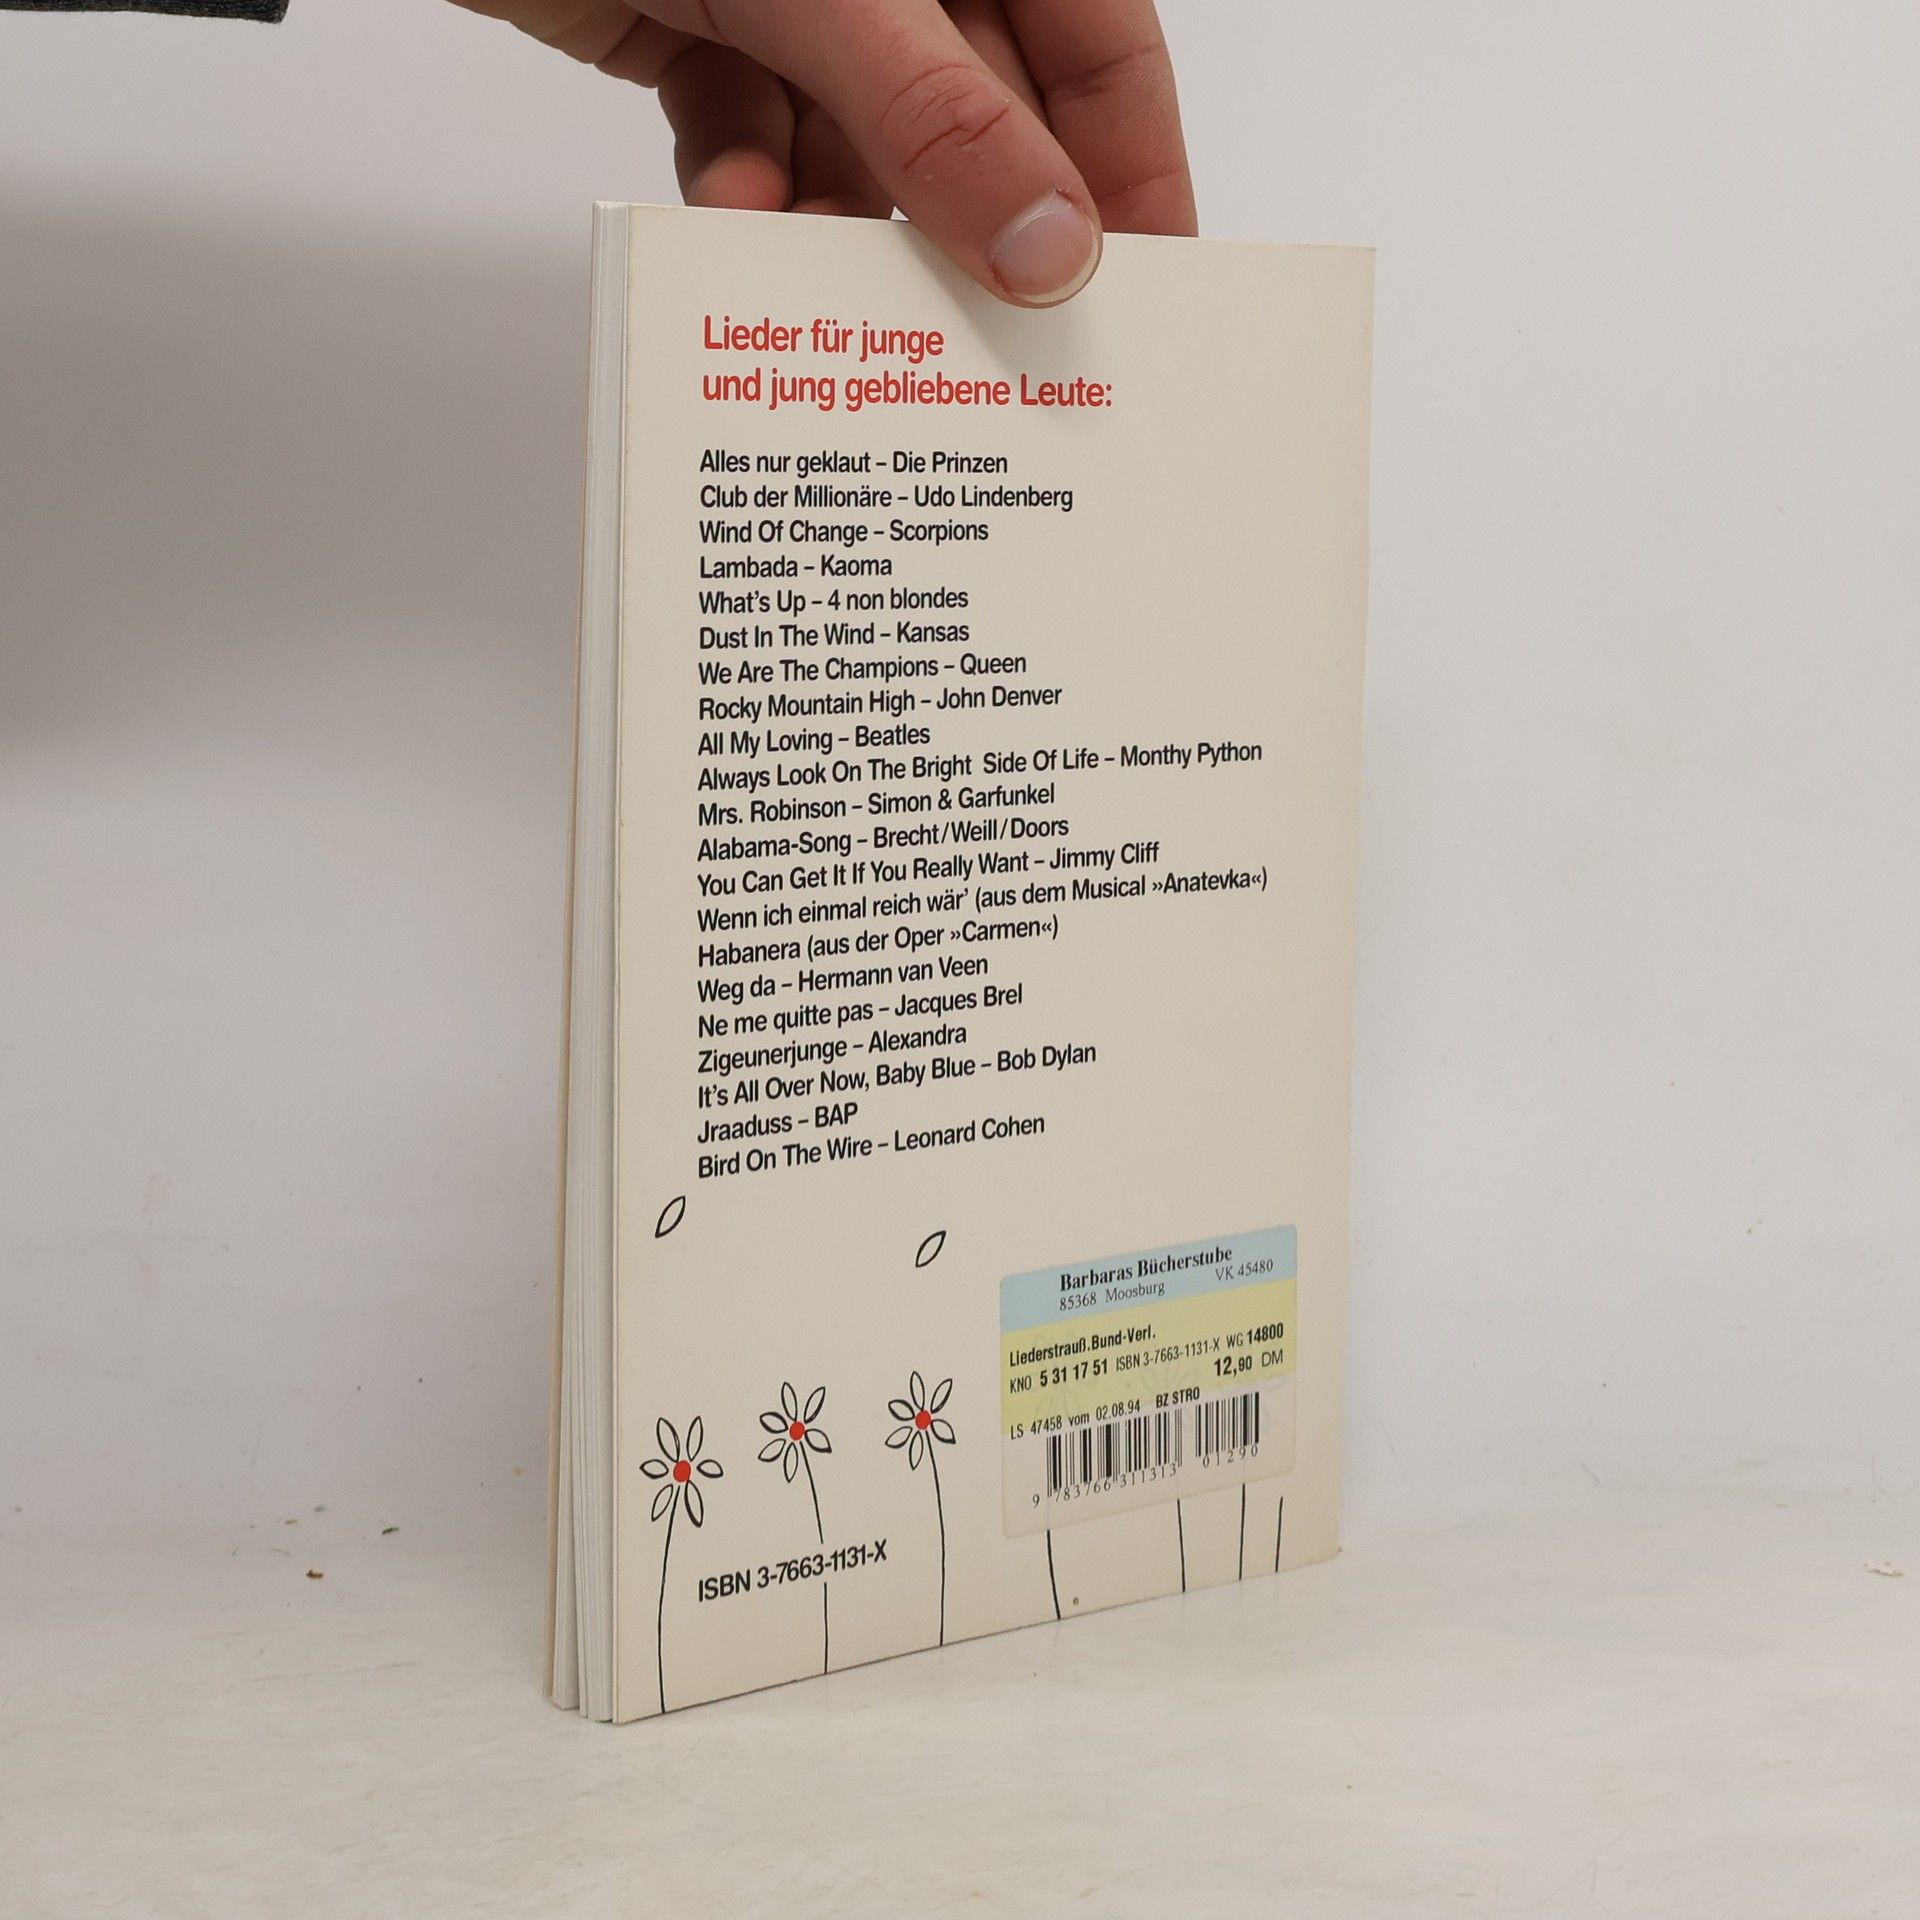 Lieder für junge
und jung gebliebene Leute:
Alles nur geklaut – Die Prinzen
Club der Millionäre – Udo Lindenberg
Wind Of Change – Scorpions
Lambada – Kaoma
What's Up – 4 non blondes
Dust In The Wind – Kansas
We Are The Champions – Queen
Rocky Mountain High – John Denver
All My Loving – Beatles
Always Look On The Bright Side Of Life – Monthy Python
Mrs. Robinson – Simon & Garfunkel
Alabama-Song – Brecht/Weill/Doors
You Can Get It If You Really Want – Jimmy Cliff
Wenn ich einmal reich wär' (aus dem Musical »Anatevka«)
Habanera (aus der Oper »Carmen«)
Weg da – Hermann van Veen
Ne me quitte pas – Jacques Brel
Zigeunerjunge – Alexandra
It's All Over Now, Baby Blue – Bob Dylan
Jraaduss – BAP
Bird On The Wire – Leonard Cohen
Barbaras Bücherstube
85368 Moosburg VK 45480
Liederstrauß.Bund-Verl.
KNO 5 31 17 51 ISBN 3-7663-1131-X WG 14800
12,90 DM
LS 47458 vom 02.08.94 BZ STRO
9 783766 311313 01290
ISBN 3-7663-1131-X